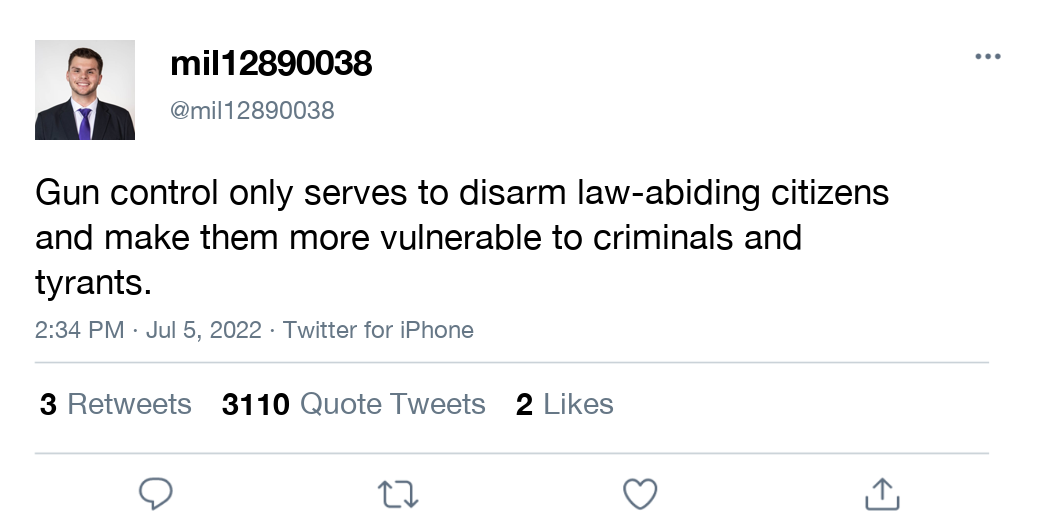 mil12890038
@mil12890038
Gun control only serves to disarm law-abiding citizens
and make them more vulnerable to criminals and
tyrants.
2:34 PM · Jul 5, 2022 · Twitter for iPhone
3 Retweets 3110 Quote Tweets 2 Likes